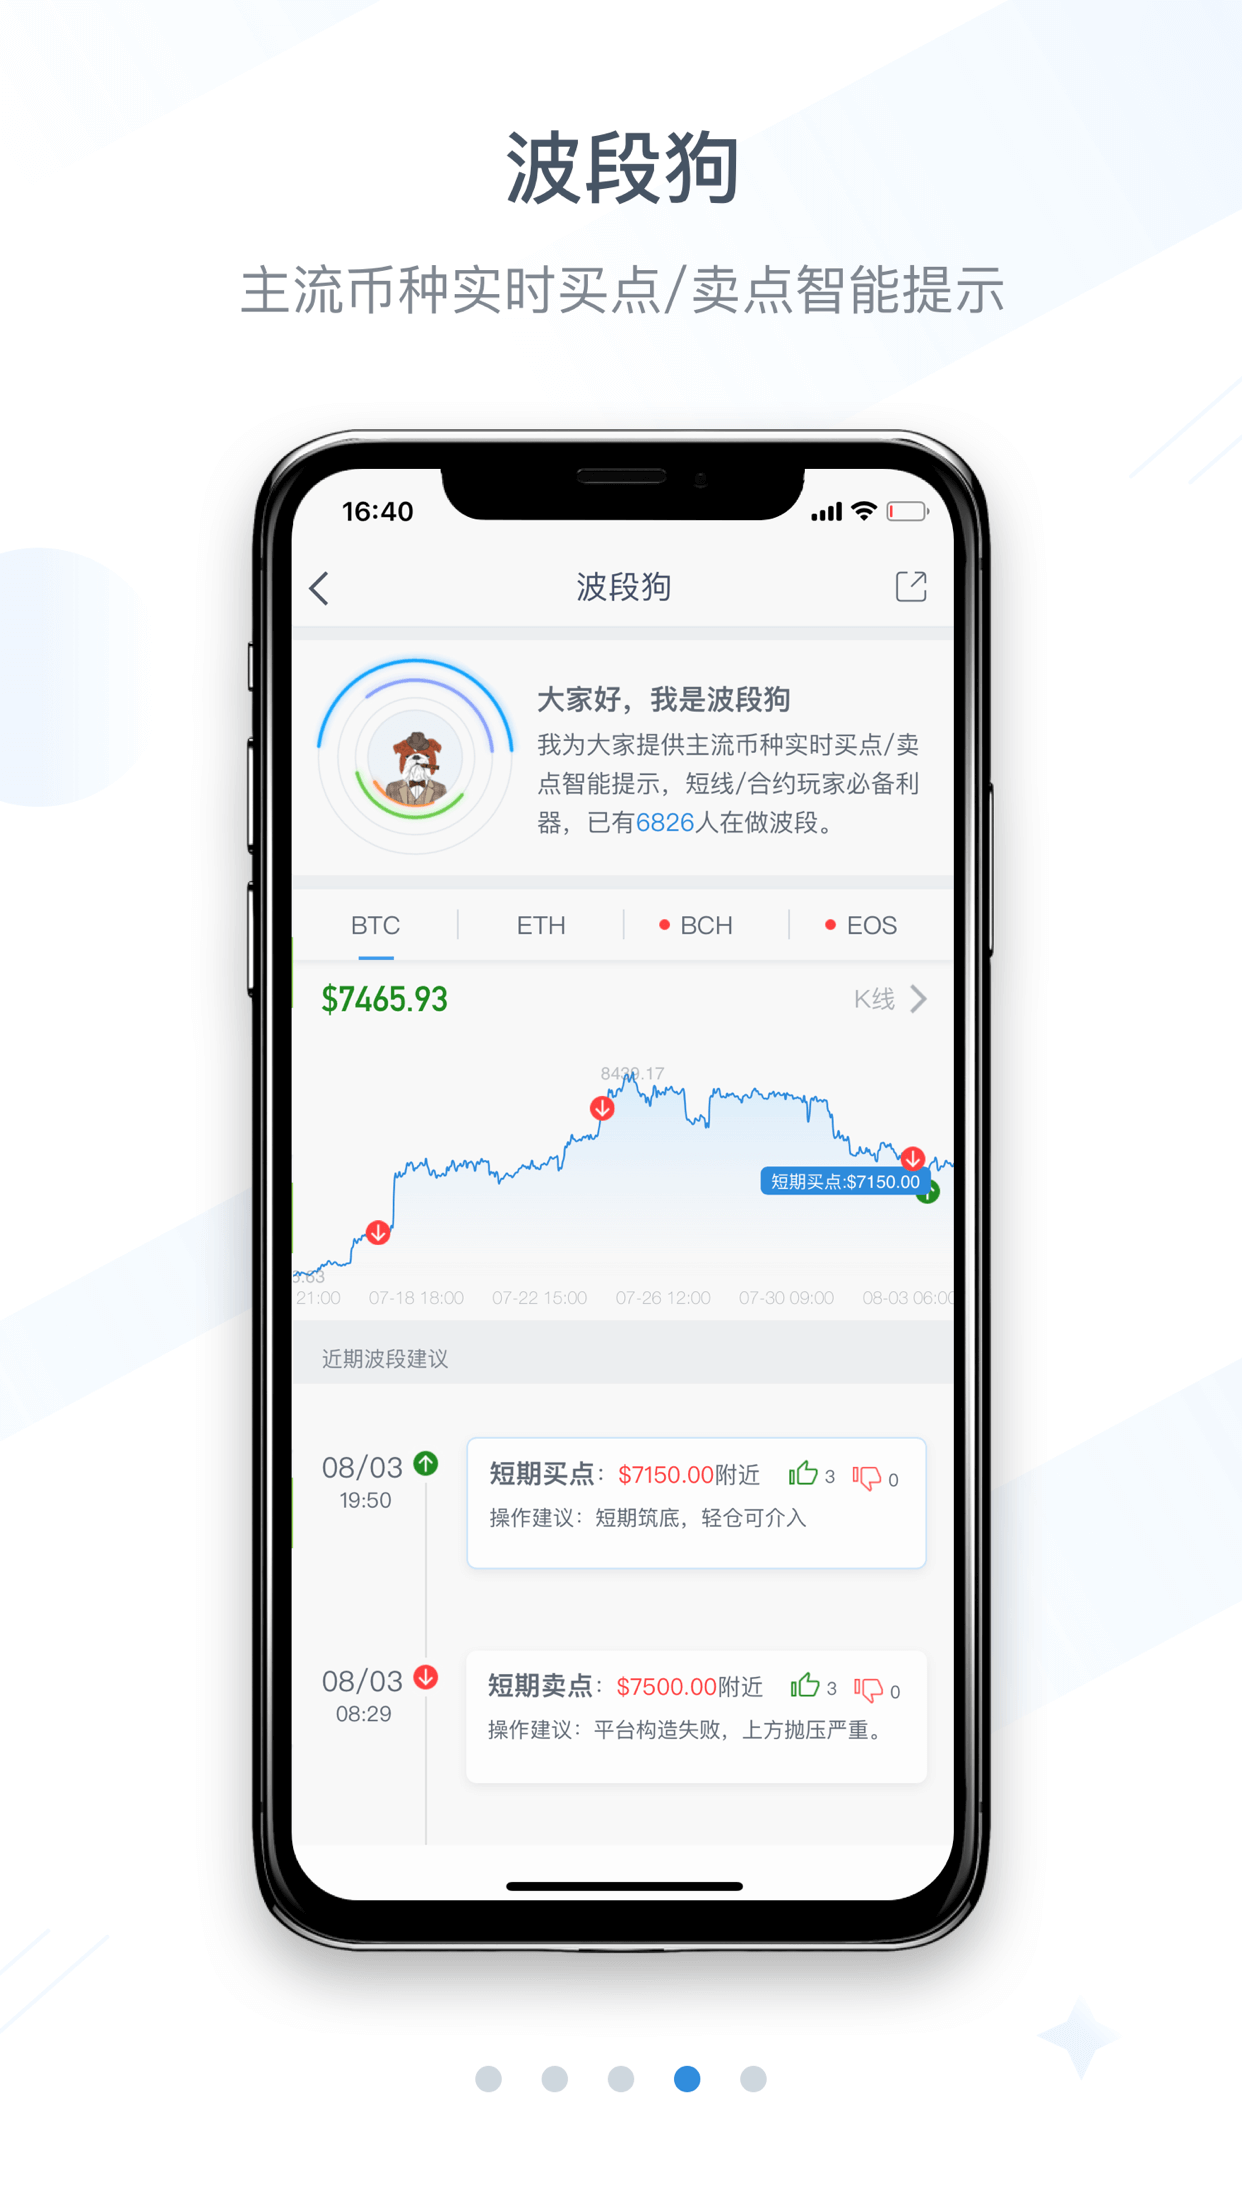 波段狗
主流币种实时买点/卖点智能提示
16:40
波段狗
大家好，我是波段狗
我为大家提供主流币种实时买点/卖
点智能提示，短线/合约玩家必备利
器，已有6826人在做波段。
BTC ETH BCH EOS
$7465.93 K线
8439.17
短期买点:$7150.00
21:00 07-18 18:00 07-22 15:00 07-26 12:00 07-30 09:00 08-03 06:00
近期波段建议
08/03
19:50
短期买点：$7150.00附近 3 0
操作建议：短期筑底，轻仓可介入
08/03
08:29
短期卖点：$7500.00附近 3 0
操作建议：平台构造失败，上方抛压严重。